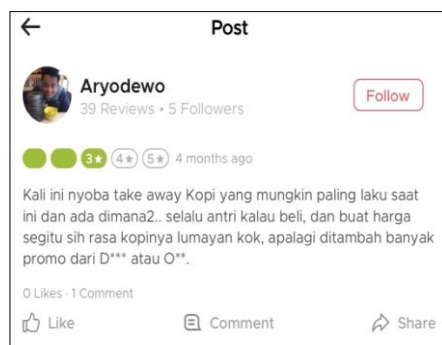 Post
Aryodewo
39 Reviews • 5 Followers
Follow
3★ 4★ 5★ 4 months ago
Kali ini nyoba take away Kopi yang mungkin paling laku saat
ini dan ada dimana2.. selalu antri kalau beli, dan buat harga
segitu sih rasa kopinya lumayan kok, apalagi ditambah banyak
promo dari D*** atau O**.
0 Likes · 1 Comment
Like Comment Share